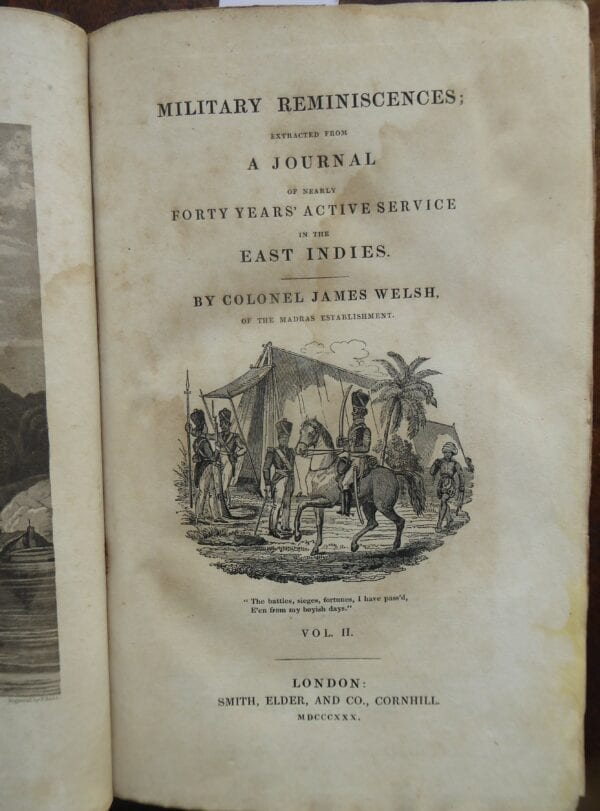 MILITARY REMINISCENCES;
EXTRACTED FROM
A JOURNAL
OF NEARLY
FORTY YEARS' ACTIVE SERVICE
IN THE
EAST INDIES.
BY COLONEL JAMES WELSH,
OF THE MADRAS ESTABLISHMENT.
"The battles, sieges, fortunes, I have pass'd,
E'en from my boyish days."
VOL. II.
LONDON:
SMITH, ELDER, AND CO., CORNHILL.
MDCCCXXX.
Engraved by